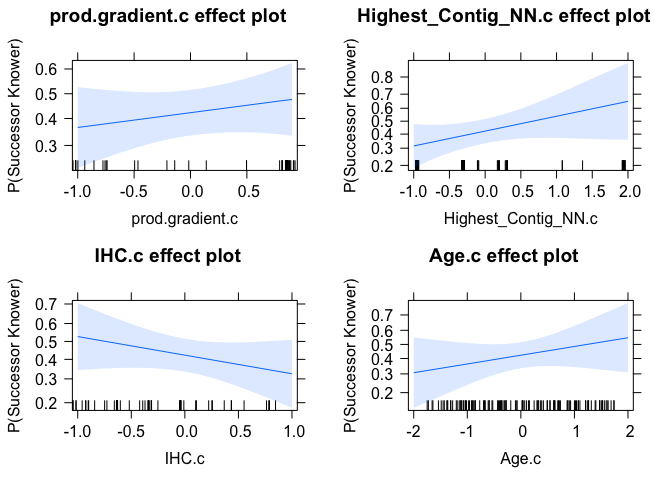 prod.gradient.c effect plot
P(Successor Knower)
0.6
0.5
0.4
0.3
-1.0 -0.5 0.0 0.5
prod.gradient.c
Highest_Contig_NN.c effect plot
P(Successor Knower)
0.8
0.7
0.6
0.5
0.4
0.3
0.2
-1.0 -0.5 0.0 0.5 1.0 1.5 2.0
Highest_Contig_NN.c
IHC.c effect plot
P(Successor Knower)
0.7
0.6
0.5
0.4
0.3
0.2
-1.0 -0.5 0.0 0.5 1.0
IHC.c
Age.c effect plot
P(Successor Knower)
0.7
0.6
0.5
0.4
0.3
0.2
-2 -1 0 1 2
Age.c